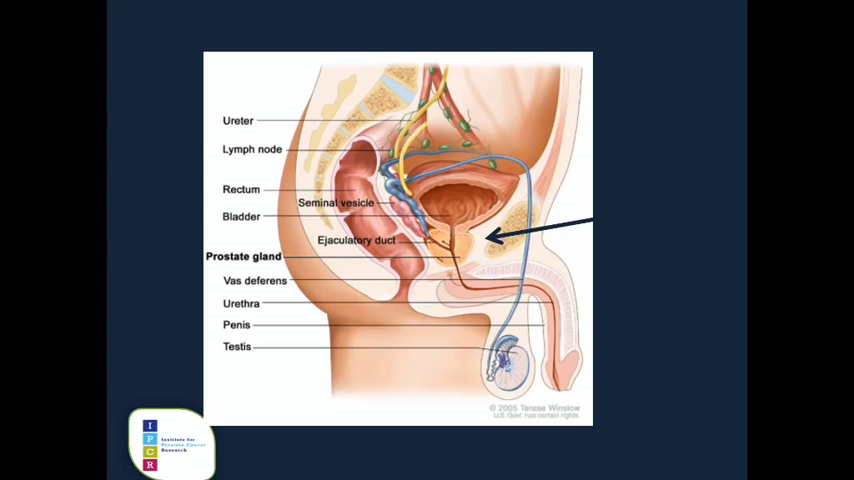 Ureter
Lymph node
Rectum
Seminal vesicle
Bladder
Ejaculatory duct
Prostate gland
Vas deferens
Urethra
Penis
Testis
© 2005 Terese Winslow
U.S. Govt. has certain rights
I
P
C
R
Institute for
Prostate Cancer
Research